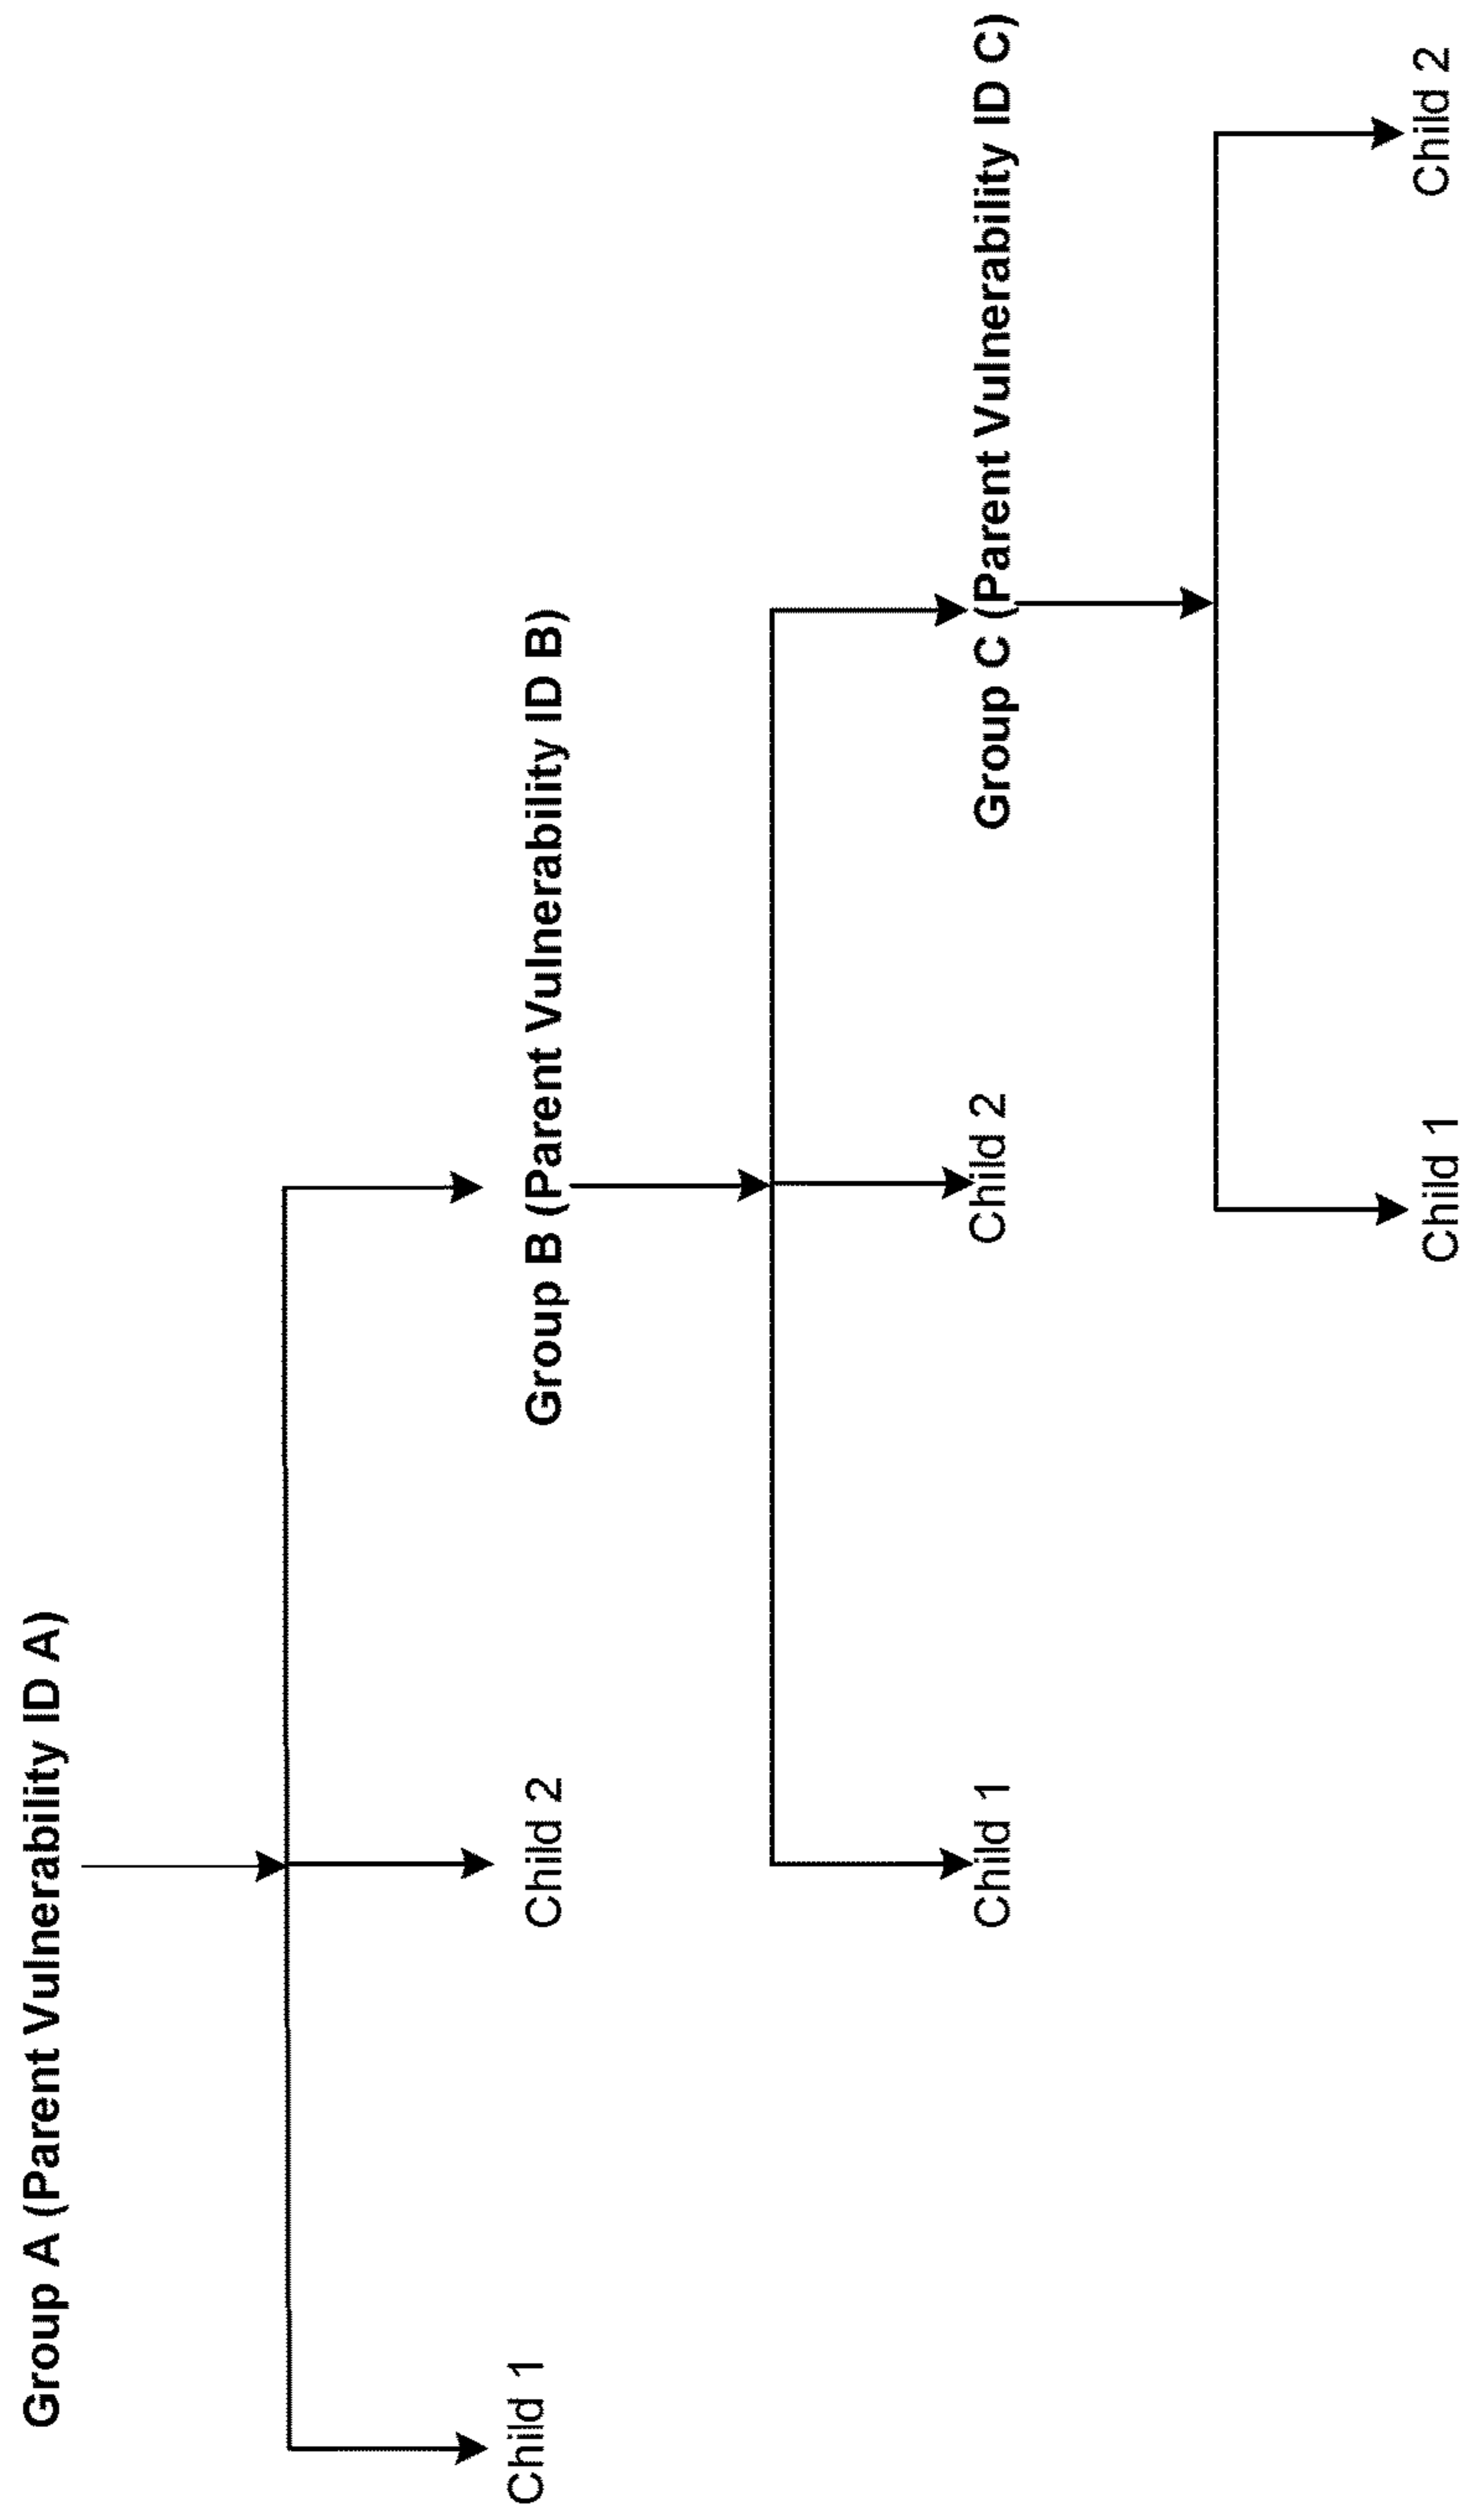 Group A (Parent Vulnerability ID A)
Child 1
Child 2
Group B (Parent Vulnerability ID B)
Child 1
Child 2
Group C (Parent Vulnerability ID C)
Child 1
Child 2